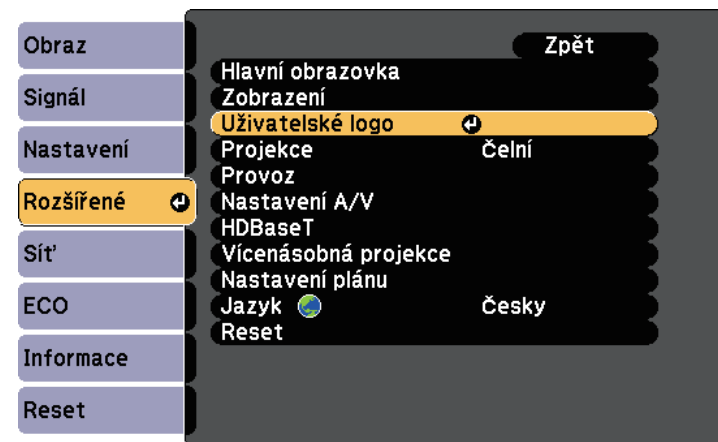 Obraz
Signál
Nastavení
Rozšířené
Síť
ECO
Informace
Reset
Zpět
Hlavní obrazovka
Zobrazení
Uživatelské logo
Projekce Čelní
Provoz
Nastavení A/V
HDBaseT
Vícenásobná projekce
Nastavení plánu
Jazyk Česky
Reset